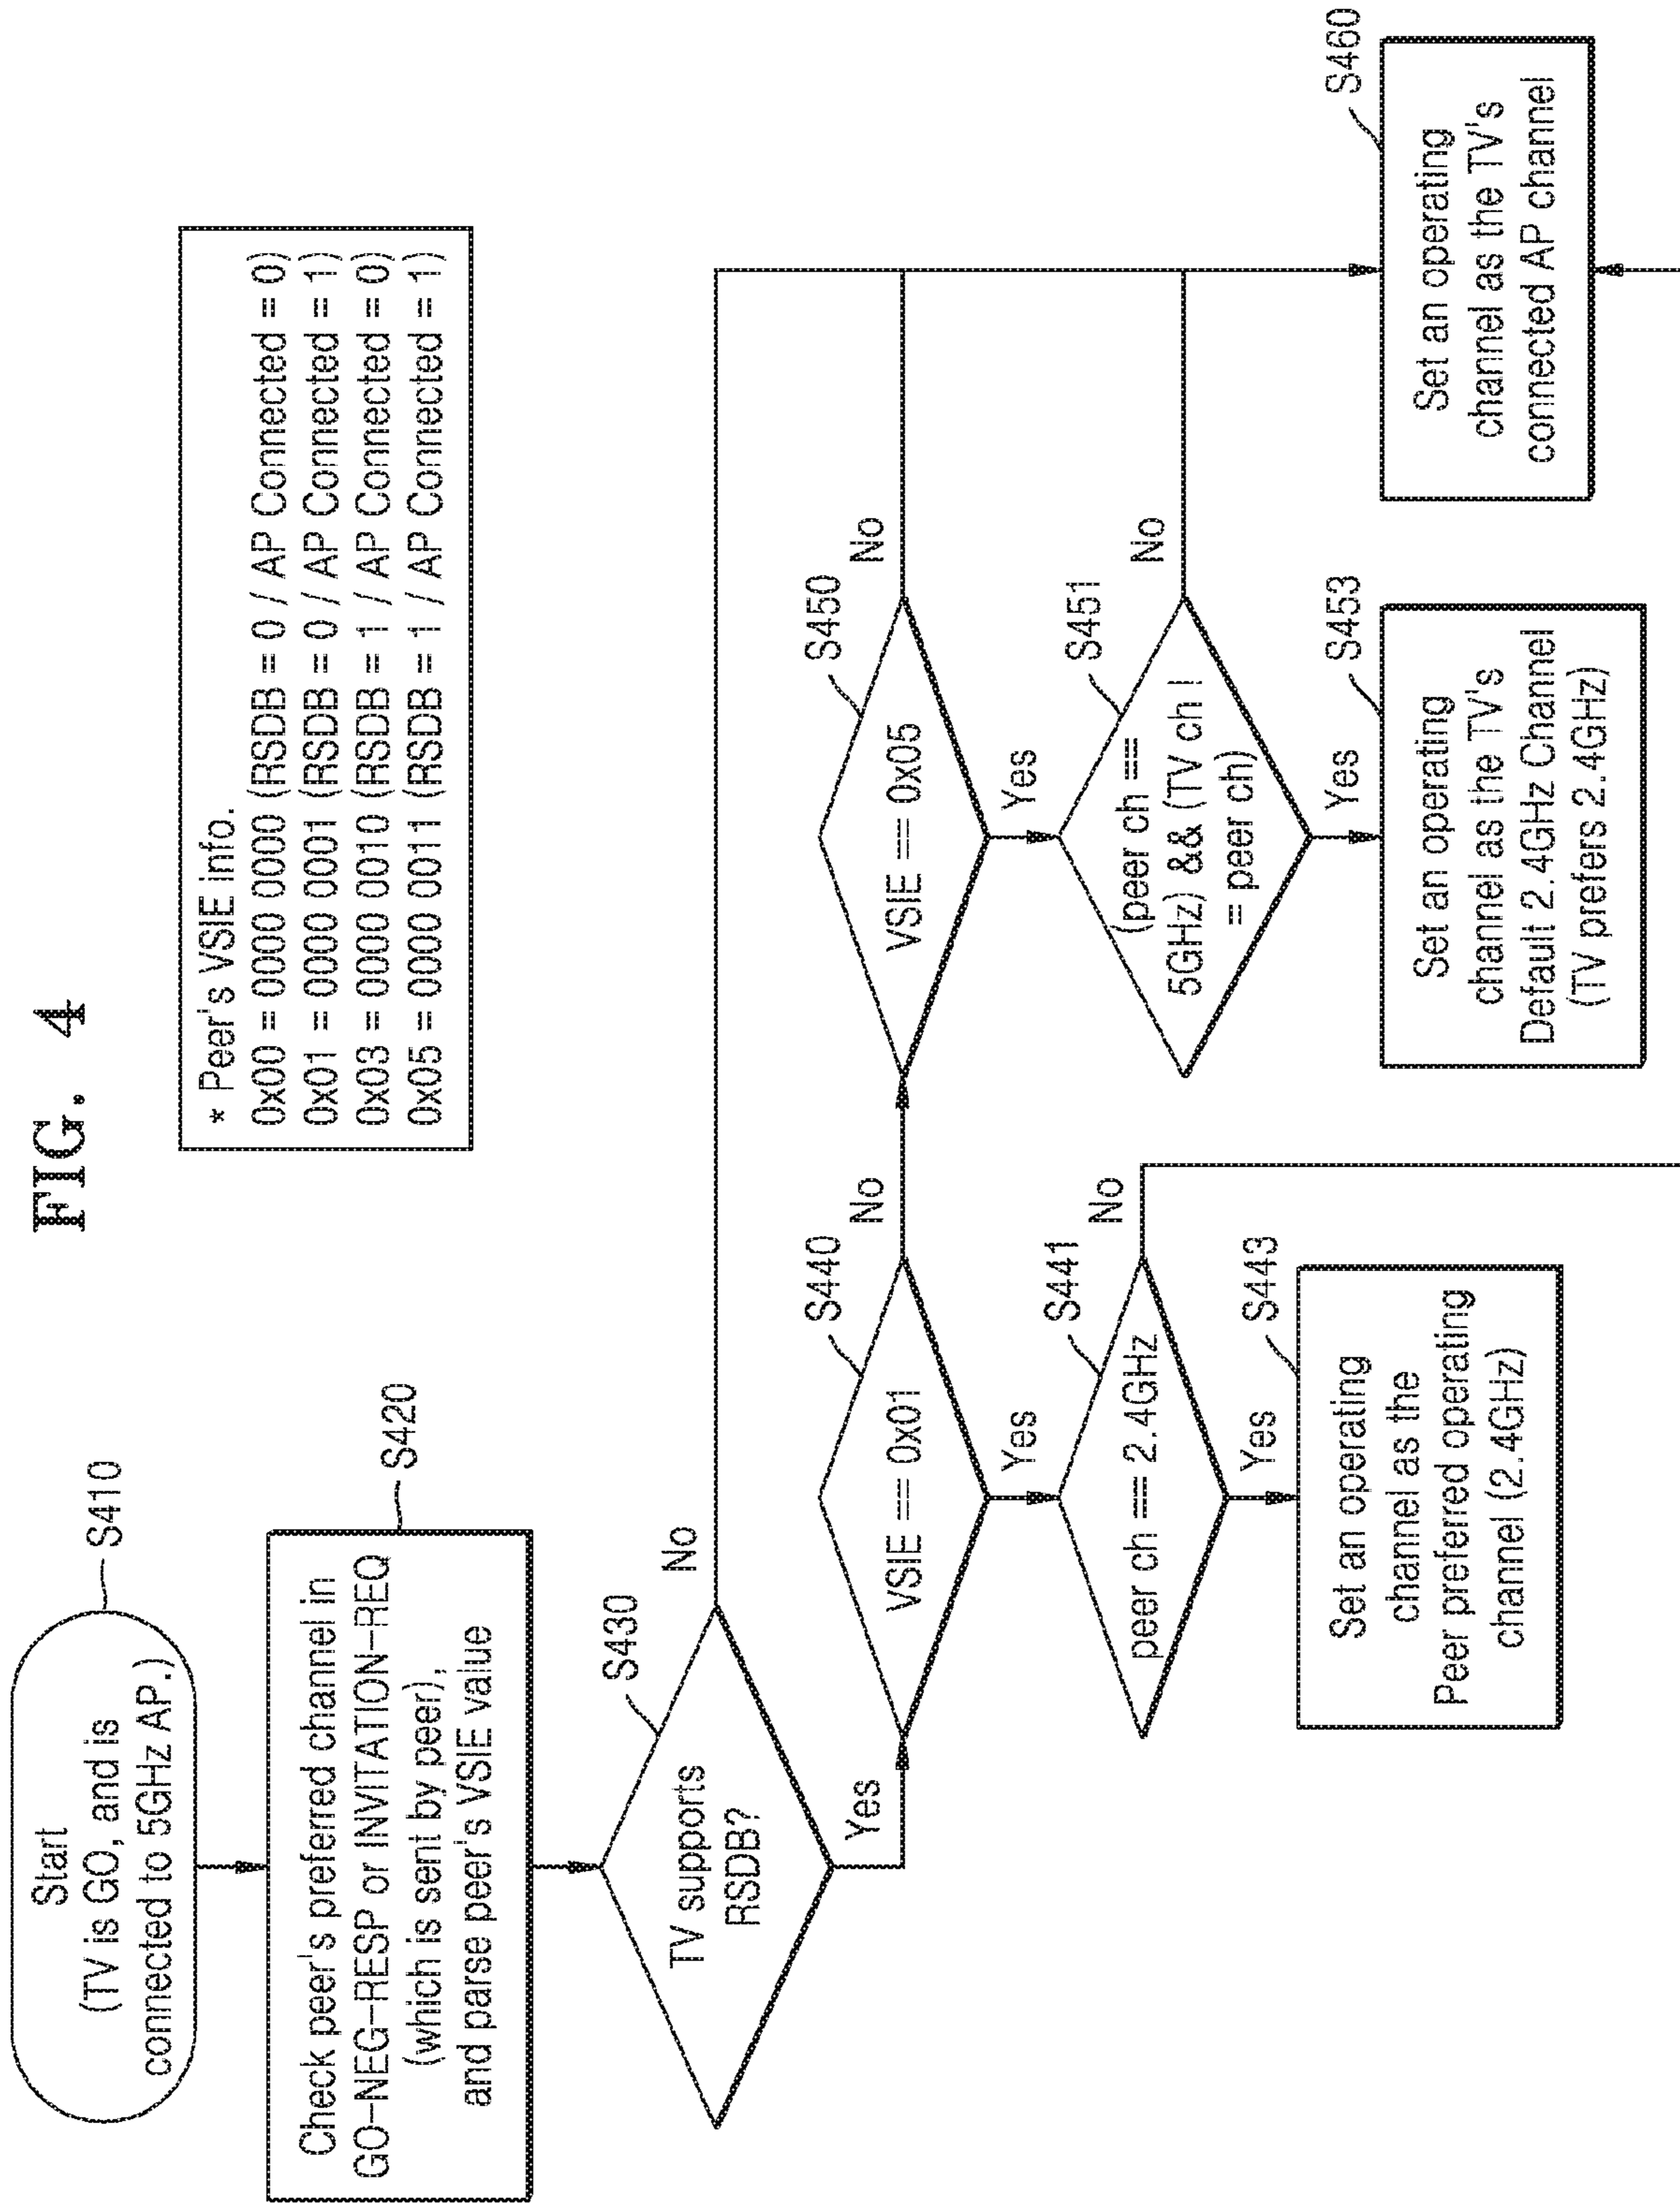 FIG. 4
* Peer's VSIE info.
0x00 = 0000 0000 (RSDB = 0 / AP Connected = 0)
0x01 = 0000 0001 (RSDB = 0 / AP Connected = 1)
0x03 = 0000 0010 (RSDB = 1 / AP Connected = 0)
0x05 = 0000 0011 (RSDB = 1 / AP Connected = 1)
Start
(TV is GO, and is
connected to 5GHz AP.)
S410
Check peer's preferred channel in
GO-NEG-RESP or INVITATION-REQ
(which is sent by peer),
and parse peer's VSIE value
S420
TV supports
RSDB?
S430
No
Yes
VSIE == 0x01
S440
No
Yes
VSIE == 0x05
S450
No
Yes
peer ch == 2.4GHz
S441
No
Yes
(peer ch ==
5GHz) && (TV ch !
= peer ch)
S451
No
Yes
Set an operating
channel as the
Peer preferred operating
channel (2.4GHz)
S443
Set an operating
channel as the TV's
Default 2.4GHz Channel
(TV prefers 2.4GHz)
S453
Set an operating
channel as the TV's
connected AP channel
S460